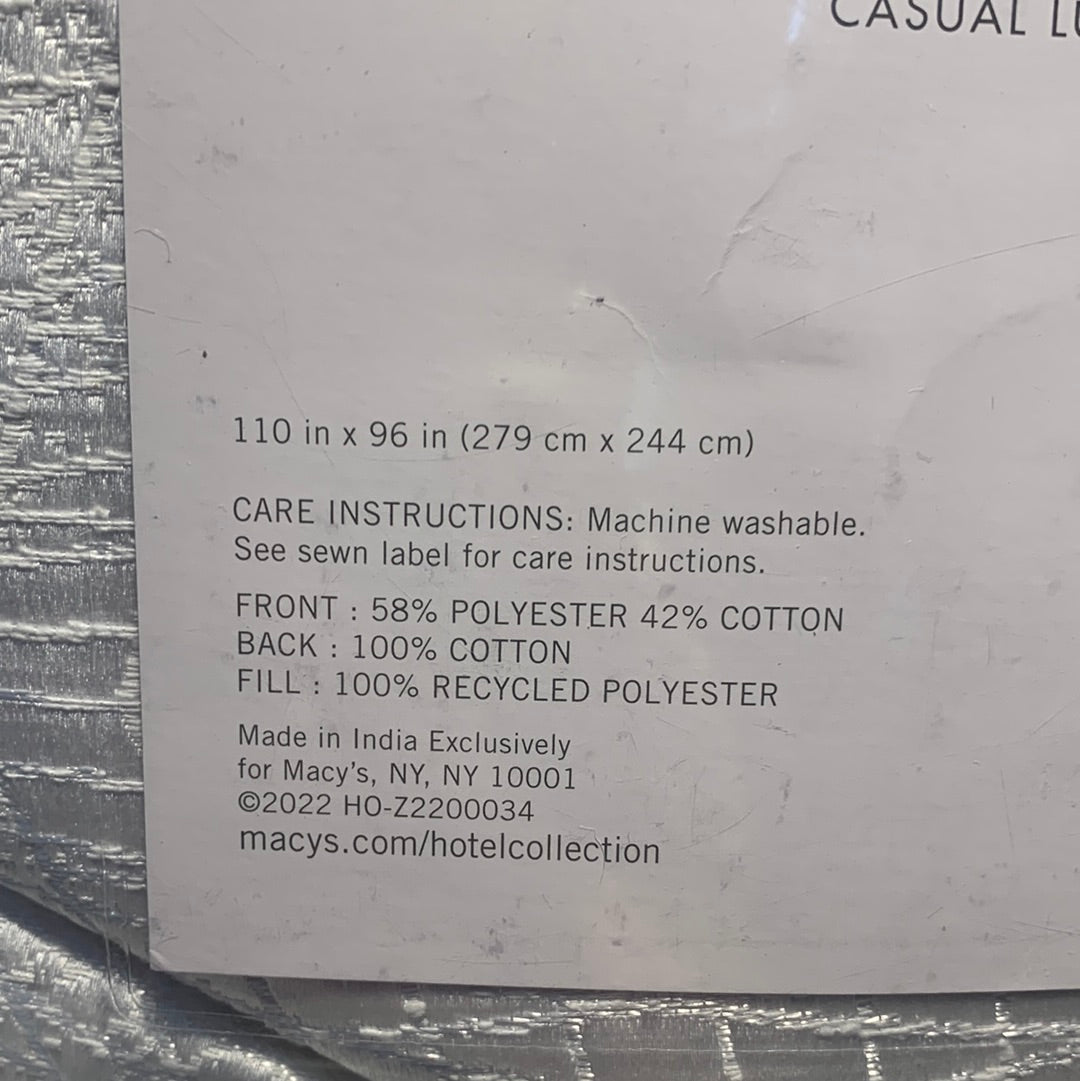 CASUAL
110 in x 96 in (279 cm x 244 cm)
CARE INSTRUCTIONS: Machine washable.
See sewn label for care instructions.
FRONT : 58% POLYESTER 42% COTTON
BACK : 100% COTTON
FILL : 100% RECYCLED POLYESTER
Made in India Exclusively
for Macy's, NY, NY 10001
©2022 HO-Z2200034
macys.com/hotelcollection